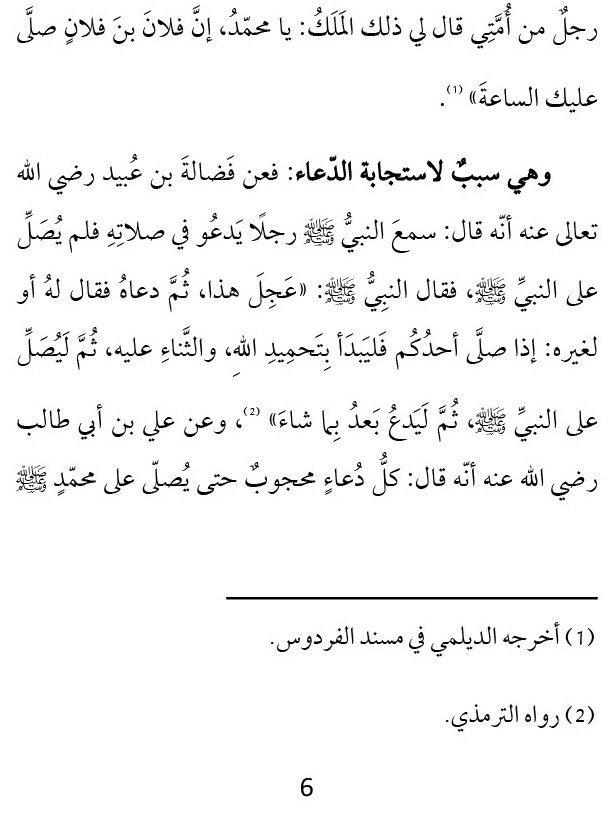 رجلٌ من أُمَّتِي قال لي ذلك المَلَكُ: يا محمّدُ، إنَّ فلانَ بنَ فلانٍ صلَّى
عليك الساعةَ» (1).
وهي سببٌ لاستجابة الدّعاء: فعن فَضالةَ بن عُبيد رضي الله
تعالى عنه أنّه قال: سمعَ النبيُّ ﷺ رجلًا يَدعُو في صلاتِهِ فلم يُصَلِّ
على النبيِّ ﷺ، فقال النبِيُّ ﷺ: «عَجِلَ هذا، ثُمَّ دعاهُ فقال لهُ أو
لغيره: إذا صلَّى أحدُكُم فَليَبدَأ بِتَحمِيدِ اللهِ، والثَّناءِ عليه، ثُمَّ لَيُصَلِّ
على النبيِّ ﷺ، ثُمَّ لَيَدعُ بَعدُ بِما شاءَ» (2)، وعن علي بن أبي طالب
رضي الله عنه أنّه قال: كلُّ دُعاءٍ محجوبٌ حتى يُصلّى على محمّدٍ ﷺ
(1) أخرجه الديلمي في مسند الفردوس.
(2) رواه الترمذي.
6